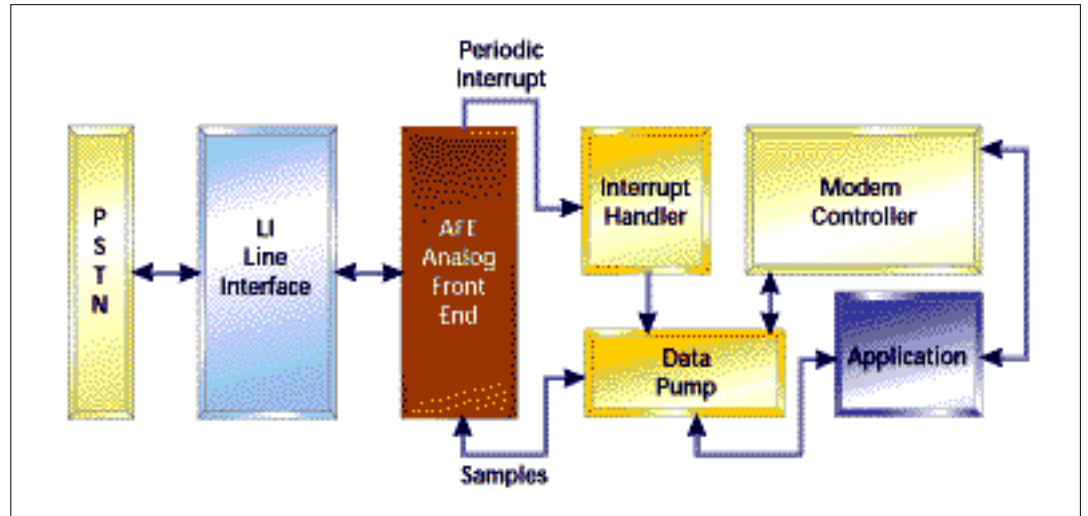 Periodic
Interrupt
P
S
T
N
LI
Line
Interface
AFE
Analog
Front
End
Interrupt
Handler
Modem
Controller
Data
Pump
Application
Samples